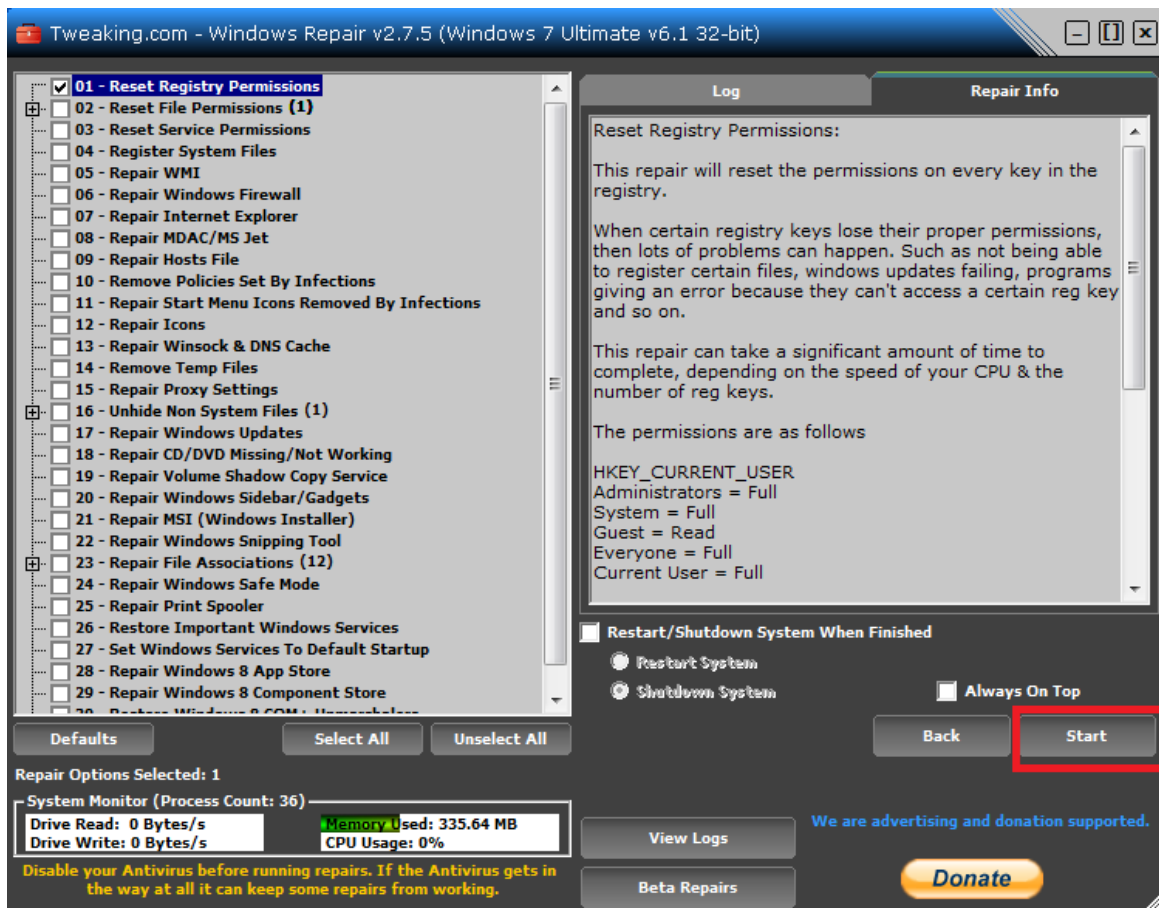 Tweaking.com - Windows Repair v2.7.5 (Windows 7 Ultimate v6.1 32-bit)
01 - Reset Registry Permissions
02 - Reset File Permissions (1)
03 - Reset Service Permissions
04 - Register System Files
05 - Repair WMI
06 - Repair Windows Firewall
07 - Repair Internet Explorer
08 - Repair MDAC/MS Jet
09 - Repair Hosts File
10 - Remove Policies Set By Infections
11 - Repair Start Menu Icons Removed By Infections
12 - Repair Icons
13 - Repair Winsock & DNS Cache
14 - Remove Temp Files
15 - Repair Proxy Settings
16 - Unhide Non System Files (1)
17 - Repair Windows Updates
18 - Repair CD/DVD Missing/Not Working
19 - Repair Volume Shadow Copy Service
20 - Repair Windows Sidebar/Gadgets
21 - Repair MSI (Windows Installer)
22 - Repair Windows Snipping Tool
23 - Repair File Associations (12)
24 - Repair Windows Safe Mode
25 - Repair Print Spooler
26 - Restore Important Windows Services
27 - Set Windows Services To Default Startup
28 - Repair Windows 8 App Store
29 - Repair Windows 8 Component Store
Defaults
Select All
Unselect All
Repair Options Selected: 1
System Monitor (Process Count: 36)
Drive Read: 0 Bytes/s
Drive Write: 0 Bytes/s
Memory Used: 335.64 MB
CPU Usage: 0%
Disable your Antivirus before running repairs. If the Antivirus gets in
the way at all it can keep some repairs from working.
Log
Repair Info
Reset Registry Permissions:
This repair will reset the permissions on every key in the
registry.
When certain registry keys lose their proper permissions,
then lots of problems can happen. Such as not being able
to register certain files, windows updates failing, programs
giving an error because they can't access a certain reg key
and so on.
This repair can take a significant amount of time to
complete, depending on the speed of your CPU & the
number of reg keys.
The permissions are as follows
HKEY_CURRENT_USER
Administrators = Full
System = Full
Guest = Read
Everyone = Full
Current User = Full
Restart/Shutdown System When Finished
Restart System
Shutdown System
Always On Top
Back
Start
View Logs
Beta Repairs
We are advertising and donation supported.
Donate